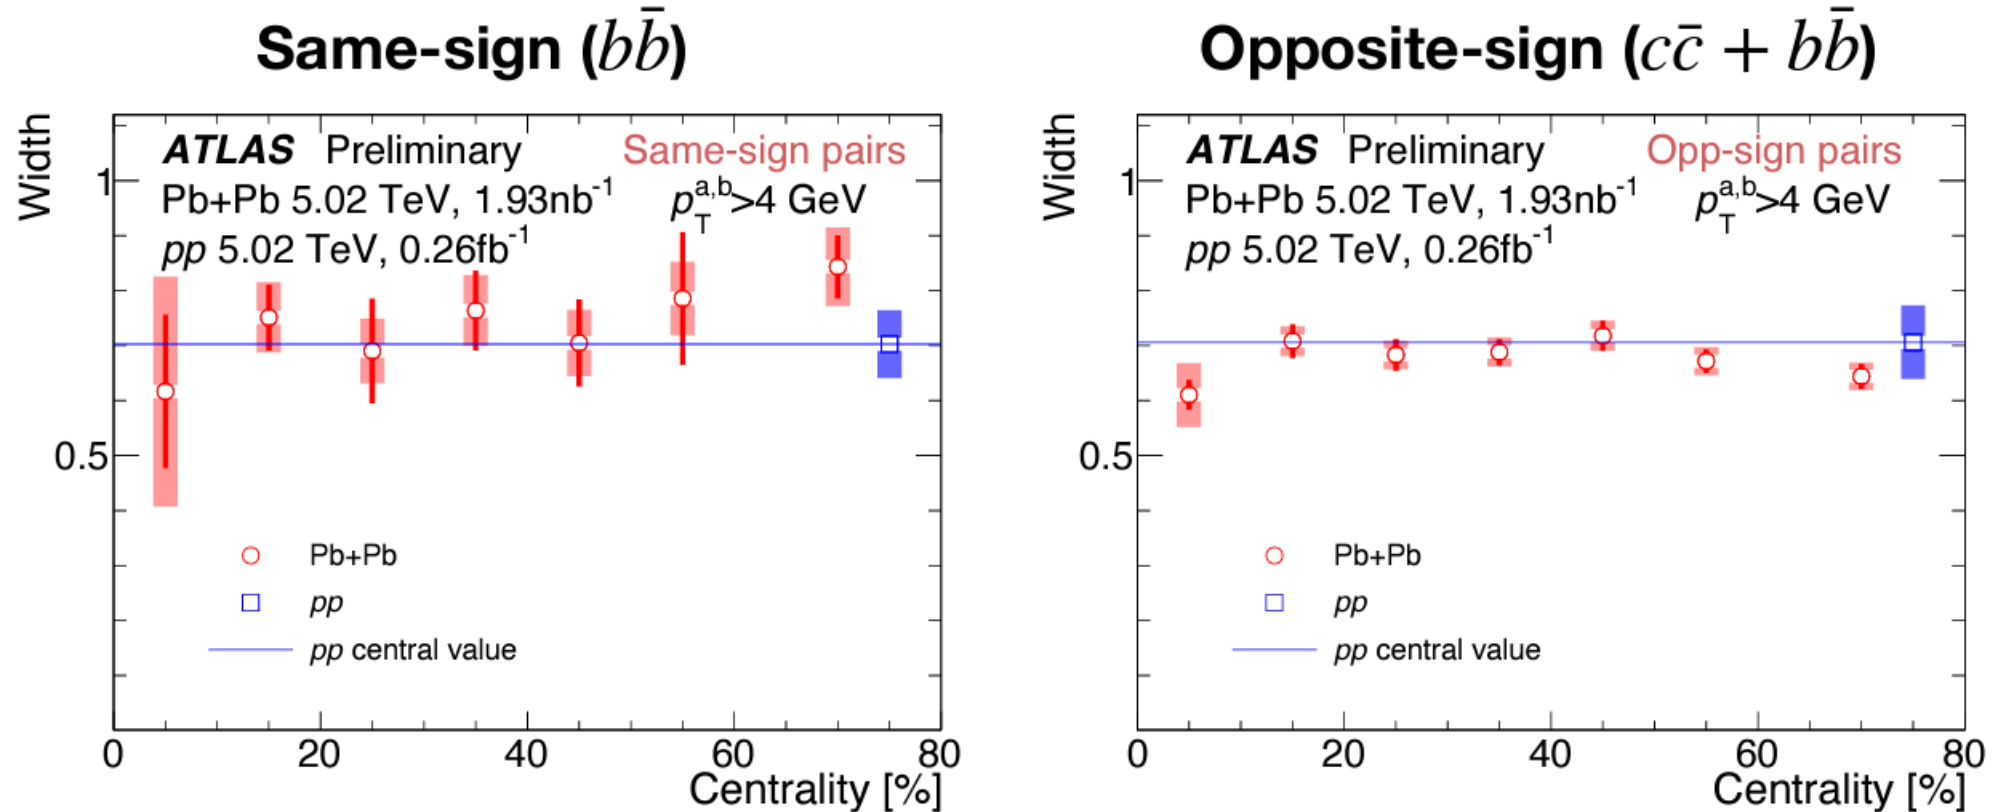 Same-sign (bb̄)
Width
1
0.5
ATLAS Preliminary Same-sign pairs
Pb+Pb 5.02 TeV, 1.93nb⁻¹ p_T^{a,b}>4 GeV
pp 5.02 TeV, 0.26fb⁻¹
Pb+Pb
pp
pp central value
0 20 40 60 80
Centrality [%]
Opposite-sign (cc̄ + bb̄)
Width
1
0.5
ATLAS Preliminary Opp-sign pairs
Pb+Pb 5.02 TeV, 1.93nb⁻¹ p_T^{a,b}>4 GeV
pp 5.02 TeV, 0.26fb⁻¹
Pb+Pb
pp
pp central value
0 20 40 60 80
Centrality [%]